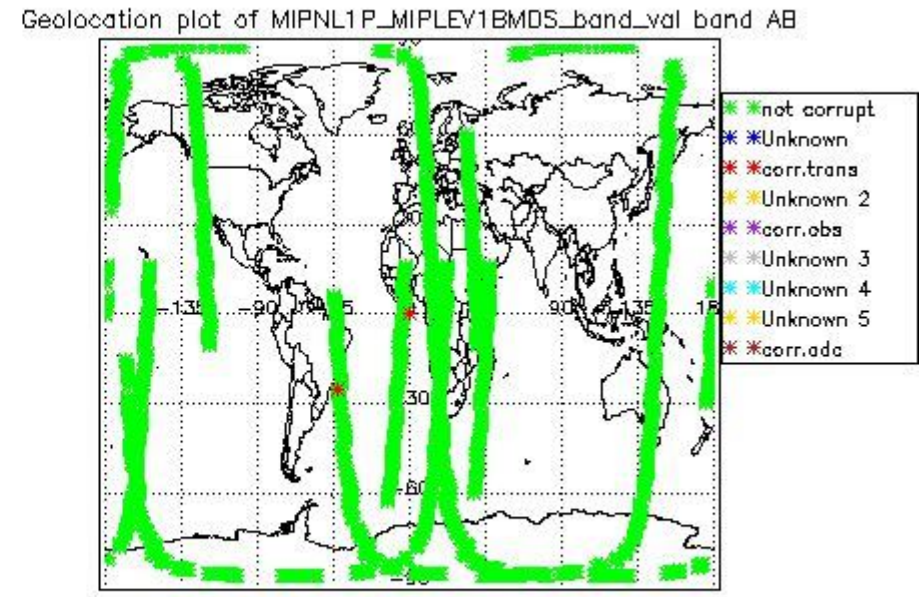 Geolocation plot of MIPNL1P_MIPLEV1BMDS_band_val band AB
not corrupt
Unknown
corr.trans
Unknown 2
corr.obs
Unknown 3
Unknown 4
Unknown 5
corr.adc
60
-135 -90 90 135
-60